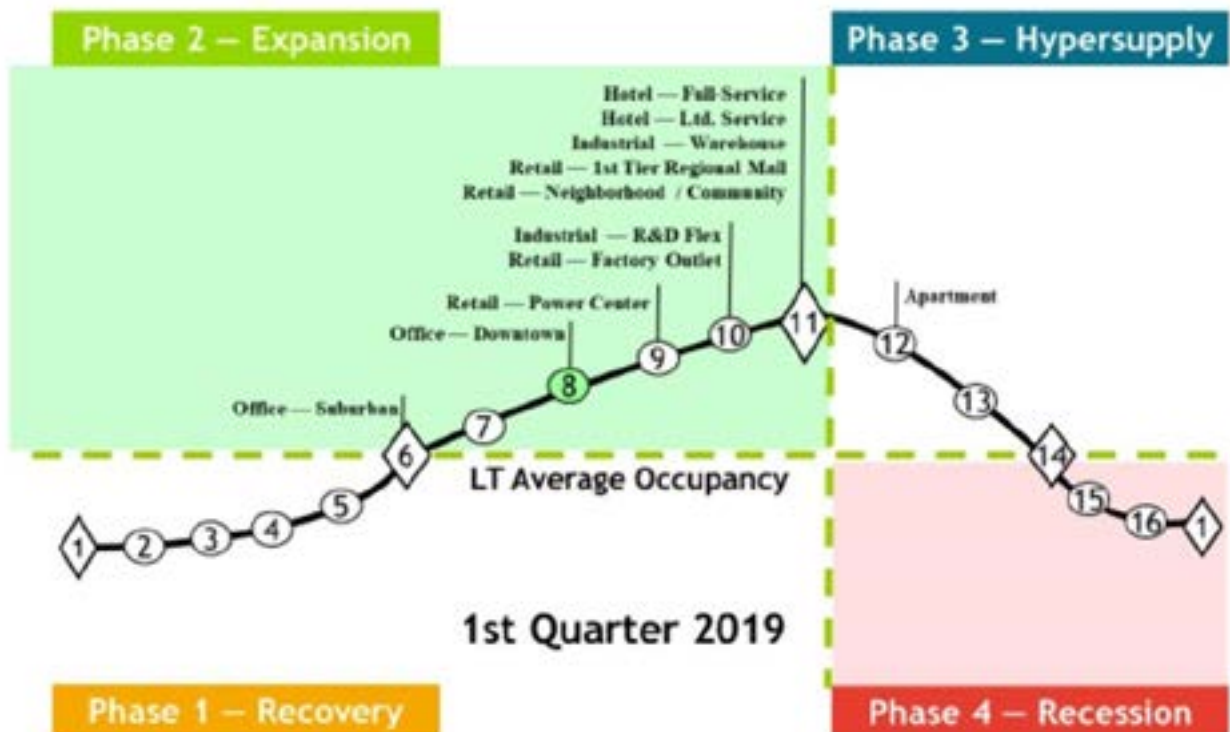 Phase 2 — Expansion
Phase 3 — Hypersupply
Hotel — Full-Service
Hotel — Ltd. Service
Industrial — Warehouse
Retail — 1st Tier Regional Mall
Retail — Neighborhood / Community
Industrial — R&D Flex
Retail — Factory Outlet
Retail — Power Center
Office — Downtown
Office — Suburban
Apartment
1
2
3
4
5
6
7
8
9
10
11
12
13
14
15
16
1
LT Average Occupancy
1st Quarter 2019
Phase 1 — Recovery
Phase 4 — Recession